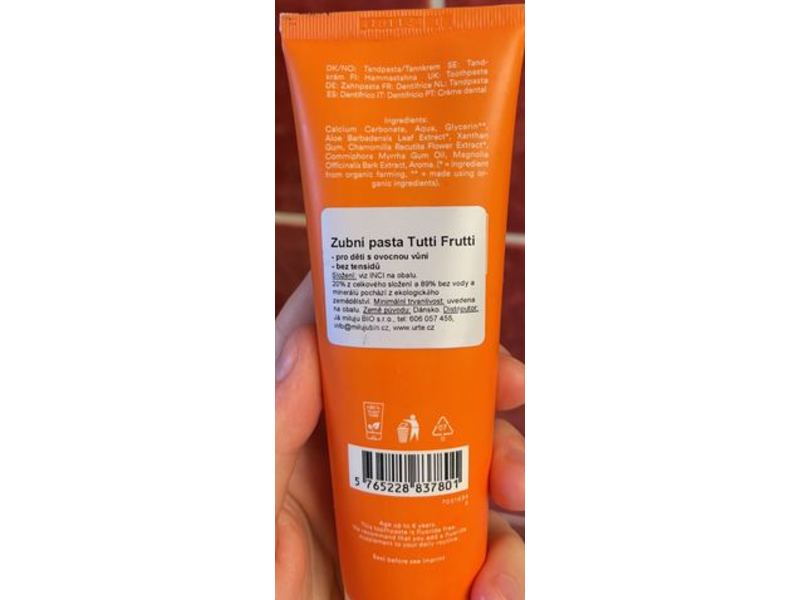 DK/NO: Tandpasta/Tannkrem SE: Tand-
kräm FI: Hammastahna UK: Toothpaste
DE: Zahnpasta FR: Dentifrice NL: Tandpasta
ES: Dentífrico IT: Dentifricio PT: Creme dental
Ingredients:
Calcium Carbonate, Aqua, Glycerin**,
Aloe Barbadensis Leaf Extract*, Xanthan
Gum, Chamomilla Recutita Flower Extract*,
Commiphora Myrrha Gum Oil, Magnolia
Officinalis Bark Extract, Aroma. (* = ingredient
from organic farming, ** = made using or-
ganic ingredients).
Zubní pasta Tutti Frutti
- pro děti s ovocnou vůní
- bez tensidů
Složení: viz INCI na obalu.
20% z celkového složení a 89% bez vody a
minerálů pochází z ekologického
zemědělství. Minimální trvanlivost: uvedena
na obalu. Země původu: Dánsko. Distributor:
Já miluju BIO s.r.o., tel: 606 057 455,
info@milujubio.cz, www.urte.cz
07
5 765228 837801
Age up to 6 years.
This toothpaste is fluoride free.
We recommend that you add a fluoride
supplement to your daily routine.
Best before see imprint